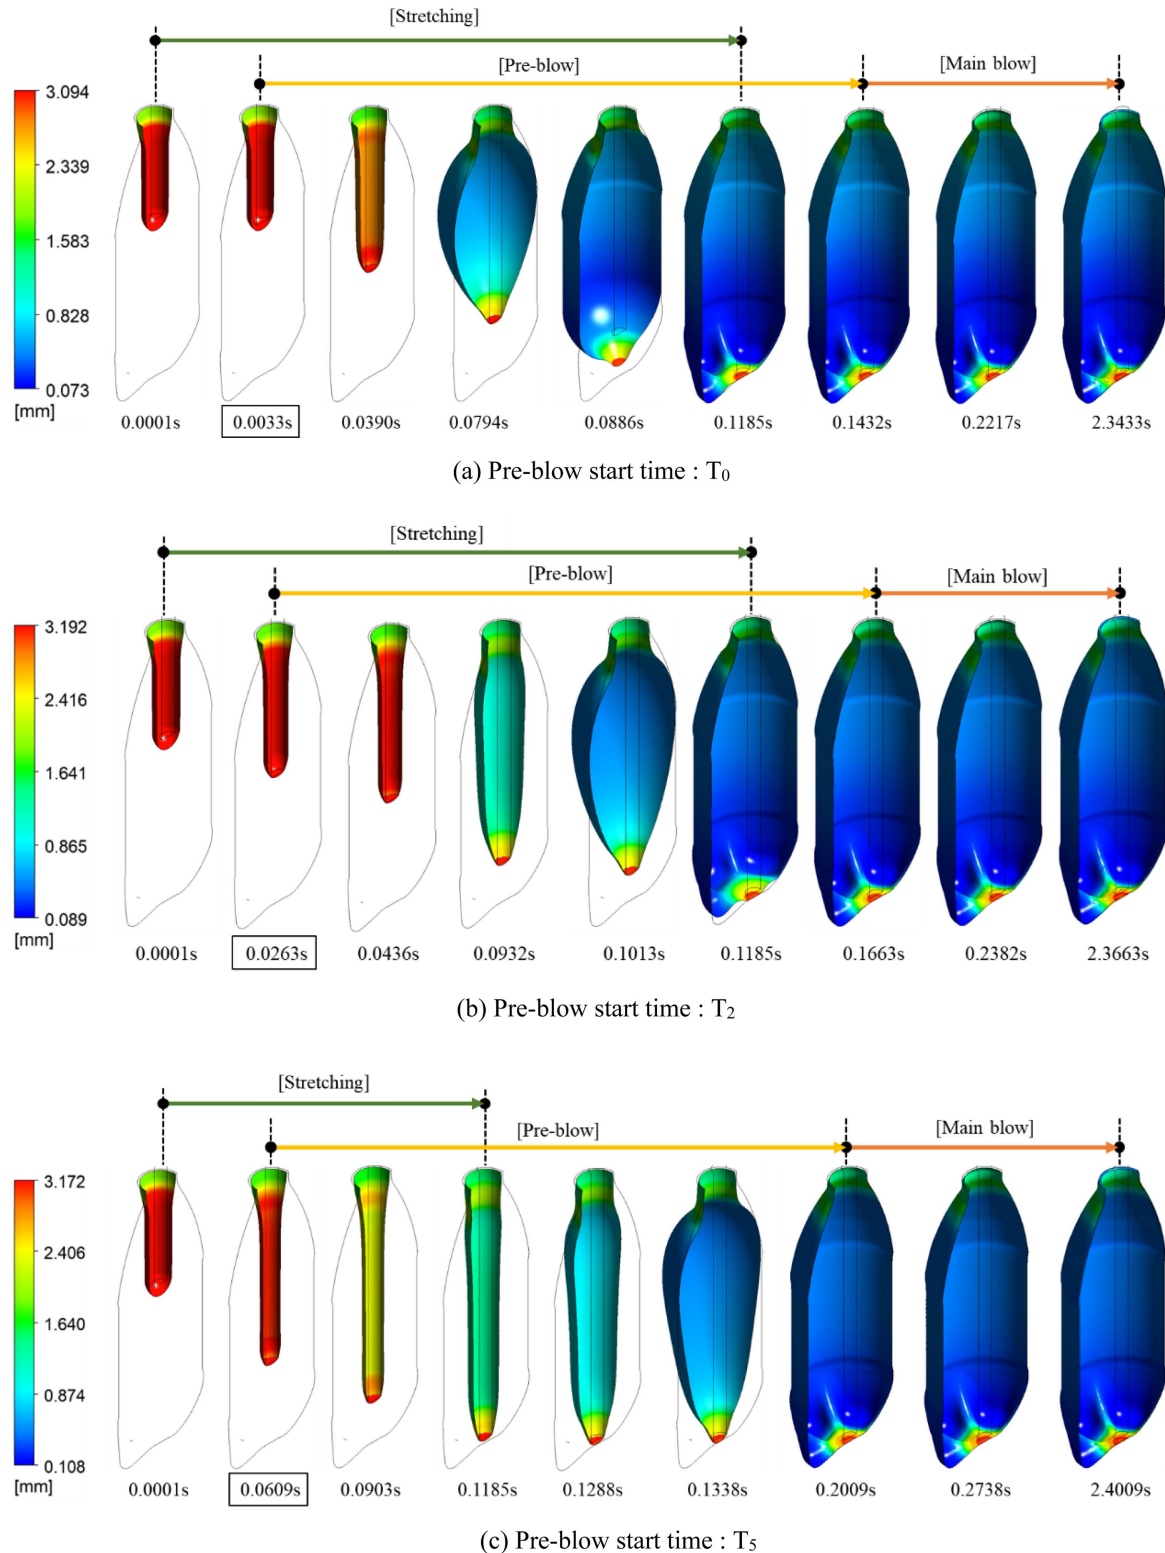 [Stretching]
[Pre-blow]
[Main blow]
3.094
2.339
1.583
0.828
0.073
[mm]
0.0001s 0.0033s 0.0390s 0.0794s 0.0886s 0.1185s 0.1432s 0.2217s 2.3433s
(a) Pre-blow start time : T0
[Stretching]
[Pre-blow]
[Main blow]
3.192
2.416
1.641
0.865
0.089
[mm]
0.0001s 0.0263s 0.0436s 0.0932s 0.1013s 0.1185s 0.1663s 0.2382s 2.3663s
(b) Pre-blow start time : T2
[Stretching]
[Pre-blow]
[Main blow]
3.172
2.406
1.640
0.874
0.108
[mm]
0.0001s 0.0609s 0.0903s 0.1185s 0.1288s 0.1338s 0.2009s 0.2738s 2.4009s
(c) Pre-blow start time : T5